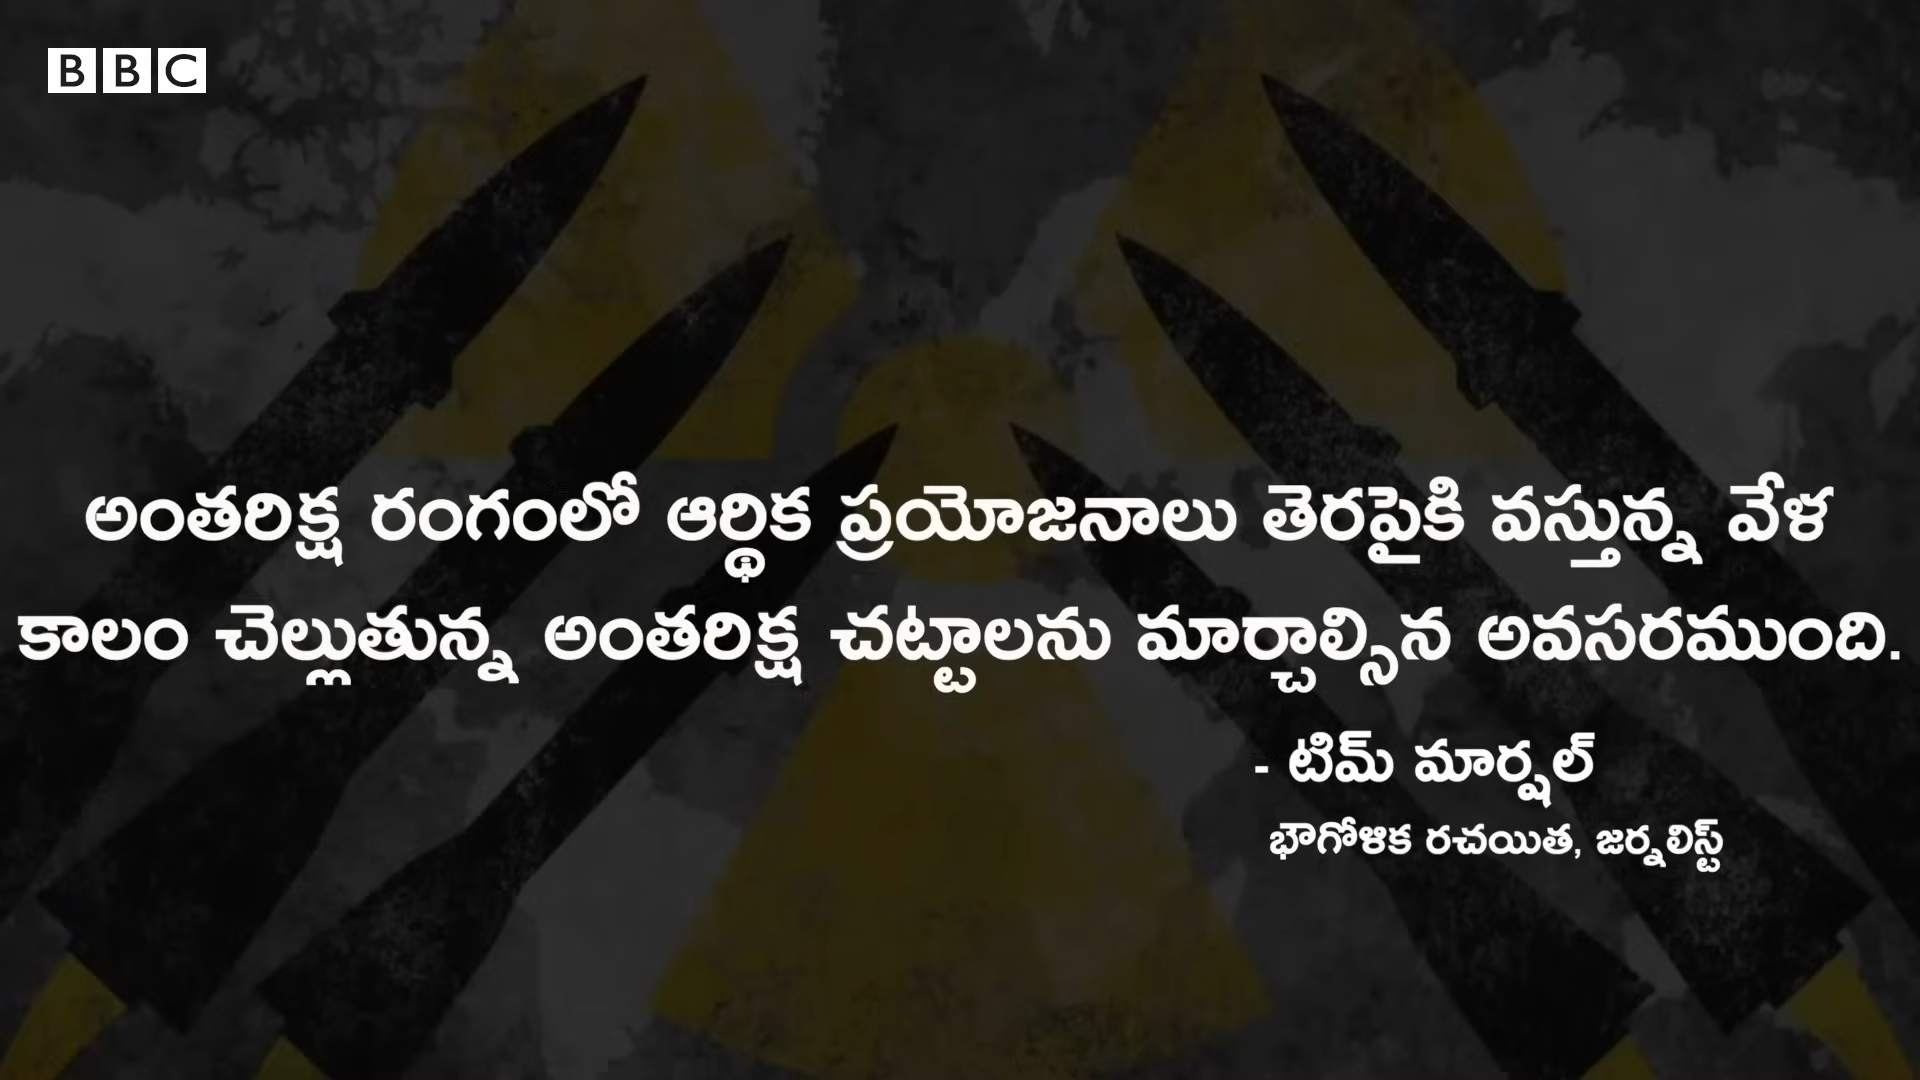 BBC
అంతరిక్ష రంగంలో ఆర్థిక ప్రయోజనాలు తెరపైకి వస్తున్న వేళ
కాలం చెల్లుతున్న అంతరిక్ష చట్టాలను మార్చాల్సిన అవసరముంది.
- టిమ్ మార్షల్
భౌగోళిక రచయిత, జర్నలిస్ట్